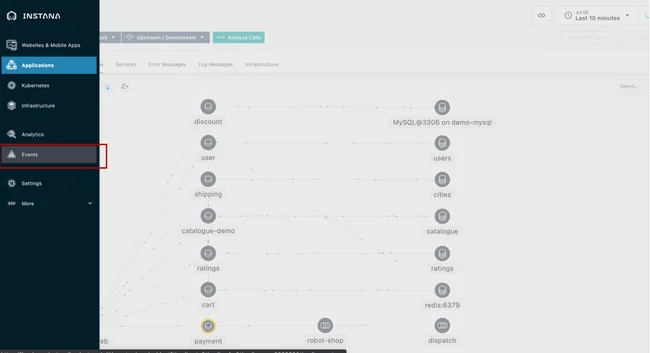 INSTANA
Jul 08
Last 10 minutes
Websites & Mobile Apps
Upstream / Downstream
Analyze Calls
Applications
Services
Error Messages
Log Messages
Infrastructure
Kubernetes
Search...
Infrastructure
discount
MySQL@3306 on demo-mysql
Analytics
Events
user
users
Settings
shipping
cities
More
catalogue-demo
catalogue
ratings
ratings
cart
redis:6379
payment
robot-shop
dispatch